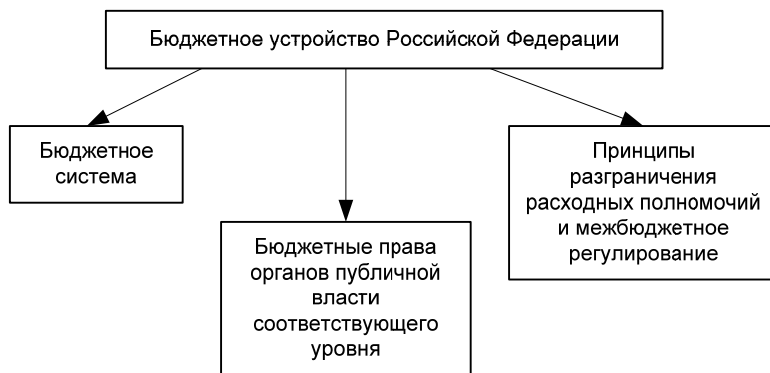 Бюджетное устройство Российской Федерации
Бюджетное
система
Бюджетные права
органов публичной
власти
соответствующего
уровня
Принципы
разграничения
расходных полномочий
и межбюджетное
регулирование